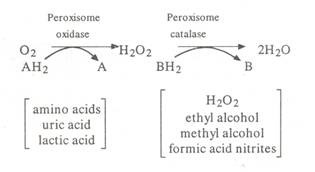 Peroxisome Peroxisome
oxidase catalase
O2 H2O2 2H2O
AH2 A BH2 B
amino acids
uric acid
lactic acid
H2O2
ethyl alcohol
methyl alcohol
formic acid nitrites